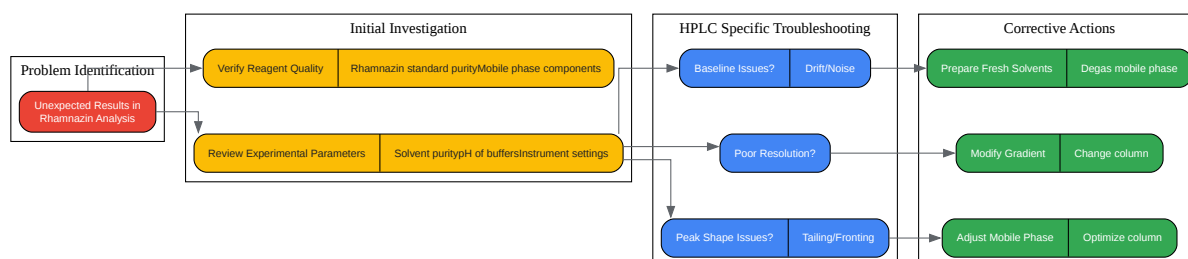 Problem Identification
Unexpected Results in
Rhamnazin Analysis
Initial Investigation
Verify Reagent Quality
Rhamnazin standard purityMobile phase components
Review Experimental Parameters
Solvent puritypH of buffersInstrument settings
HPLC Specific Troubleshooting
Baseline Issues?
Drift/Noise
Poor Resolution?
Peak Shape Issues?
Tailing/Fronting
Corrective Actions
Prepare Fresh Solvents
Degas mobile phase
Modify Gradient
Change column
Adjust Mobile Phase
Optimize column